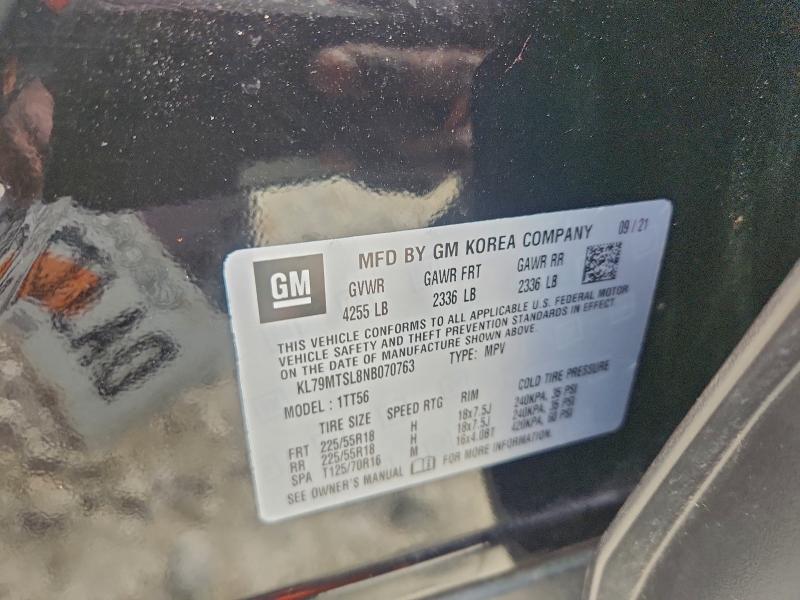 GM
MFD BY GM KOREA COMPANY 09/21
GVWR GAWR FRT GAWR RR
4255 LB 2336 LB 2336 LB
THIS VEHICLE CONFORMS TO ALL APPLICABLE U.S. FEDERAL MOTOR
VEHICLE SAFETY AND THEFT PREVENTION STANDARDS IN EFFECT
ON THE DATE OF MANUFACTURE SHOWN ABOVE.
KL79MTSL8NB070763 TYPE: MPV
MODEL: 1TT56
TIRE SIZE SPEED RTG RIM COLD TIRE PRESSURE
FRT 225/55R18 H 18x7.5J 240KPA, 35 PSI
RR 225/55R18 H 18x7.5J 240KPA, 35 PSI
SPA T125/70R16 M 16x4.0BT 420KPA, 60 PSI
SEE OWNER'S MANUAL FOR MORE INFORMATION.